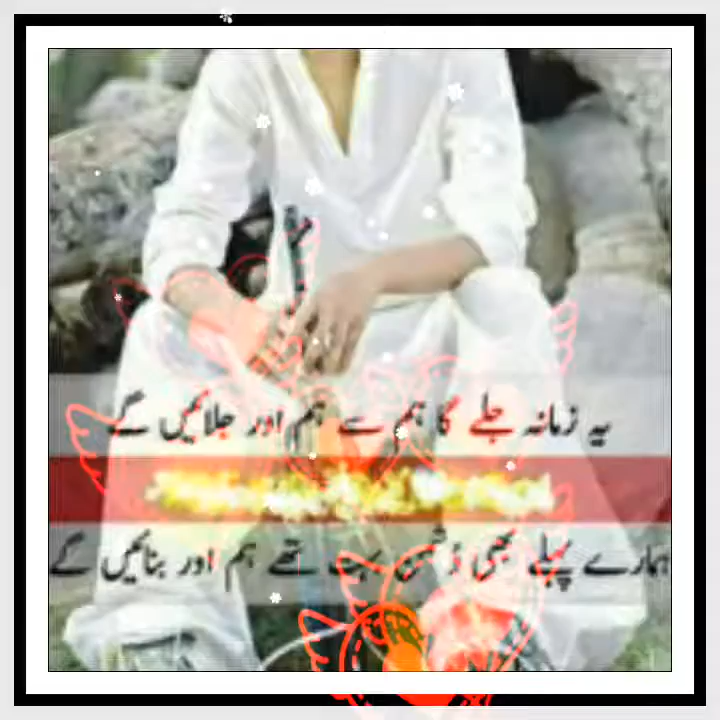 یہ زمانہ جلے گا ہم سے ہم اور جلائیں گے
ہمارے پہلے بھی دشمن بہت تھے ہم اور بنائیں گے